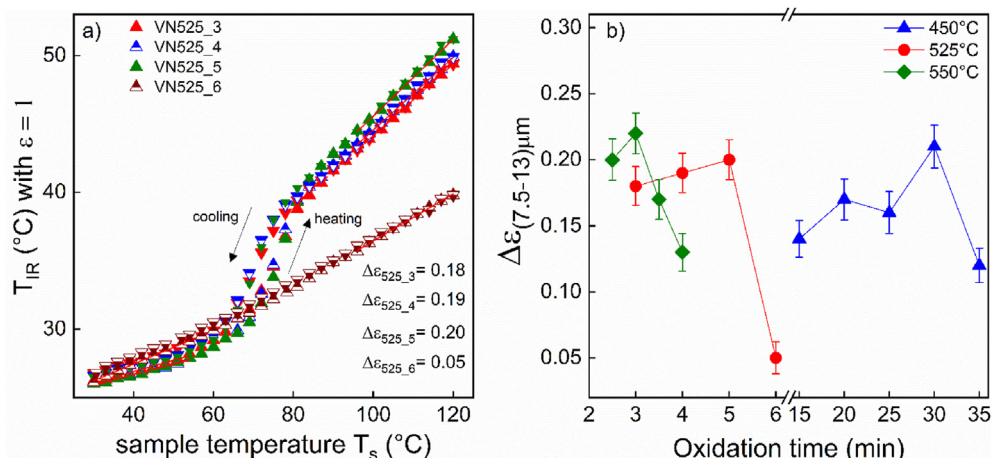 a)
VN525_3
VN525_4
VN525_5
VN525_6
50
40
30
T_IR (°C) with ε = 1
cooling
heating
Δε525_3 = 0.18
Δε525_4 = 0.19
Δε525_5 = 0.20
Δε525_6 = 0.05
40 60 80 100 120
sample temperature T_s (°C)
b)
450°C
525°C
550°C
0.30
0.25
0.20
0.15
0.10
0.05
Δε(7.5-13)μm
2 3 4 5 6 15 20 25 30 35
Oxidation time (min)